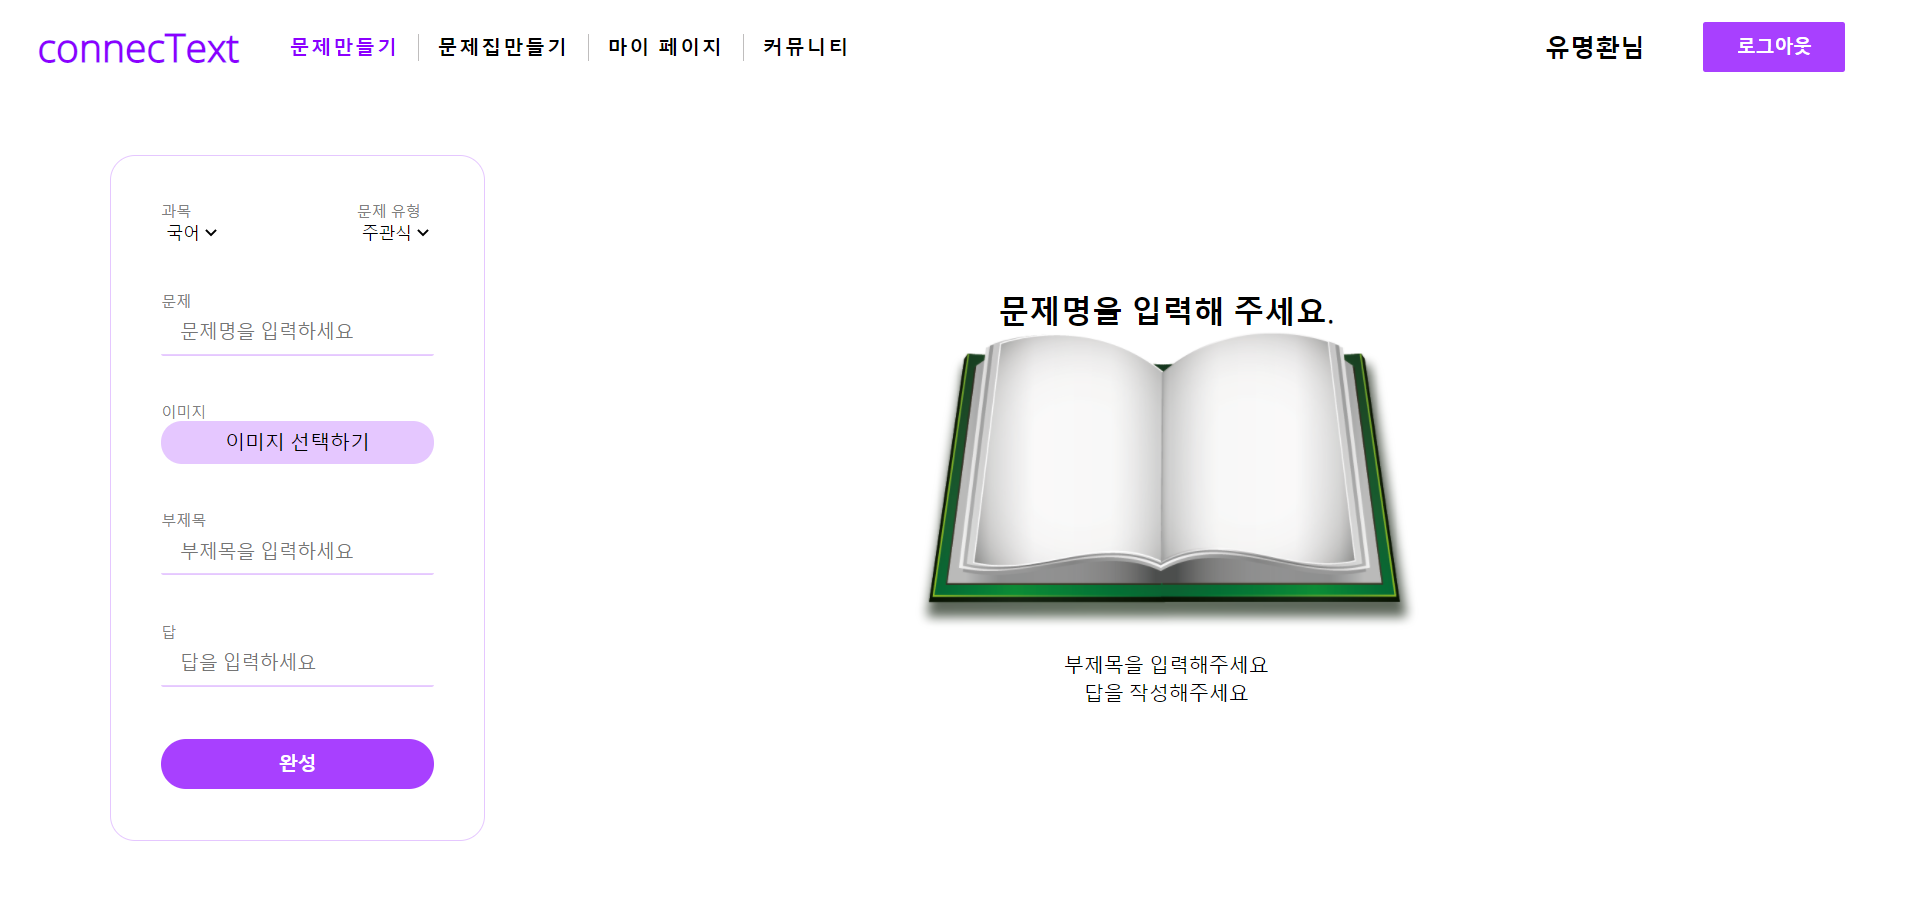 connecText
문제만들기
문제집만들기
마이 페이지
커뮤니티
유명환님
로그아웃
과목
문제 유형
국어
주관식
문제
문제명을 입력하세요
이미지
이미지 선택하기
부제목
부제목을 입력하세요
답
답을 입력하세요
완성
문제명을 입력해 주세요.
부제목을 입력해주세요
답을 작성해주세요